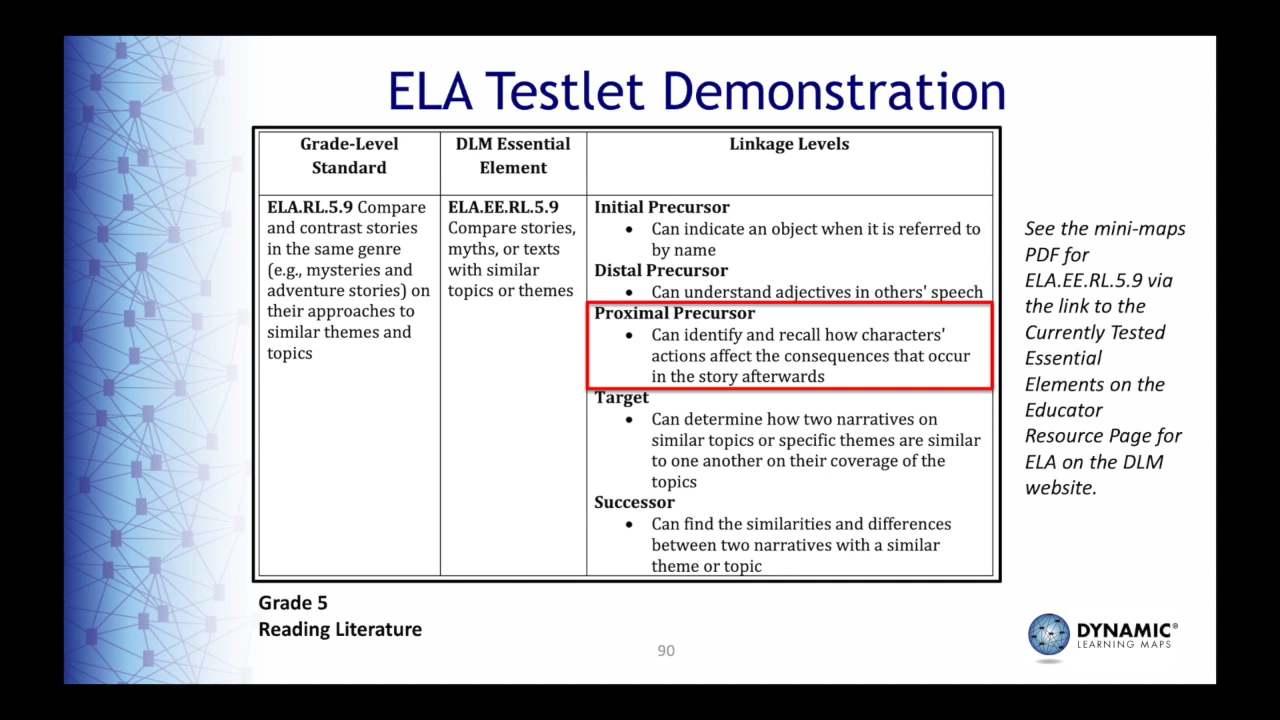 ELA Testlet Demonstration
Grade-Level
Standard
DLM Essential
Element
Linkage Levels
ELA.RL.5.9 Compare
and contrast stories
in the same genre
(e.g., mysteries and
adventure stories) on
their approaches to
similar themes and
topics
ELA.EE.RL.5.9
Compare stories,
myths, or texts
with similar
topics or themes
Initial Precursor
• Can indicate an object when it is referred to
by name
Distal Precursor
• Can understand adjectives in others' speech
Proximal Precursor
• Can identify and recall how characters'
actions affect the consequences that occur
in the story afterwards
Target
• Can determine how two narratives on
similar topics or specific themes are similar
to one another on their coverage of the
topics
Successor
• Can find the similarities and differences
between two narratives with a similar
theme or topic
See the mini-maps
PDF for
ELA.EE.RL.5.9 via
the link to the
Currently Tested
Essential
Elements on the
Educator
Resource Page for
ELA on the DLM
website.
Grade 5
Reading Literature
90
DYNAMIC®
LEARNING MAPS